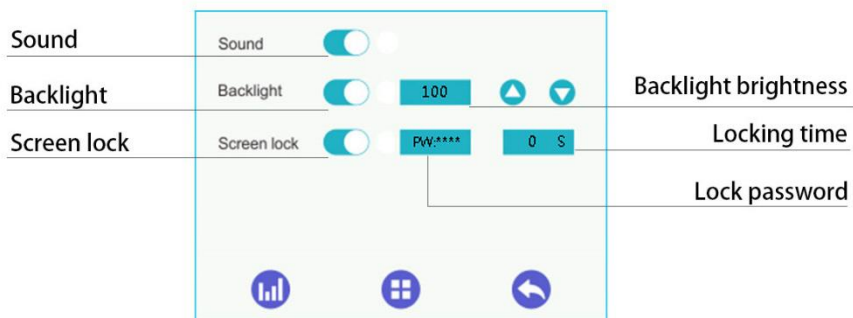 Sound
Sound
Backlight
Backlight
100
Backlight brightness
Screen lock
Screen lock
PW:****
0 S
Locking time
Lock password